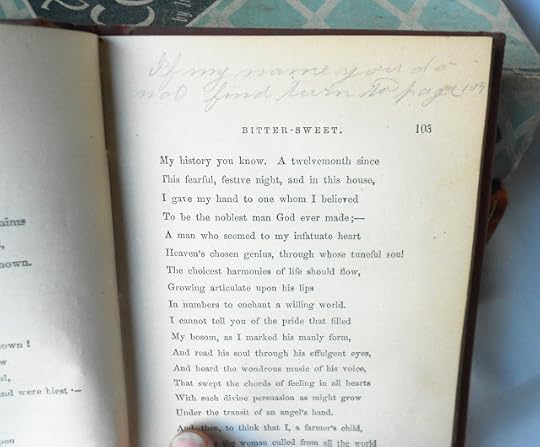 If my name you do
not find turn to page 109
BITTER-SWEET.
103
My history you know. A twelvemonth since
This fearful, festive night, and in this house,
I gave my hand to one whom I believed
To be the noblest man God ever made;—
A man who seemed to my infatuate heart
Heaven's chosen genius, through whose tuneful soul
The choicest harmonies of life should flow,
Growing articulate upon his lips
In numbers to enchant a willing world.
I cannot tell you of the pride that filled
My bosom, as I marked his manly form,
And read his soul through his effulgent eyes,
And heard the wondrous music of his voice,
That swept the chords of feeling in all hearts
With such divine persuasion as might grow
Under the transit of an angel's hand.
And, then, to think that I, a farmer's child,
the woman culled from all the world
own!
al,
nd were blest